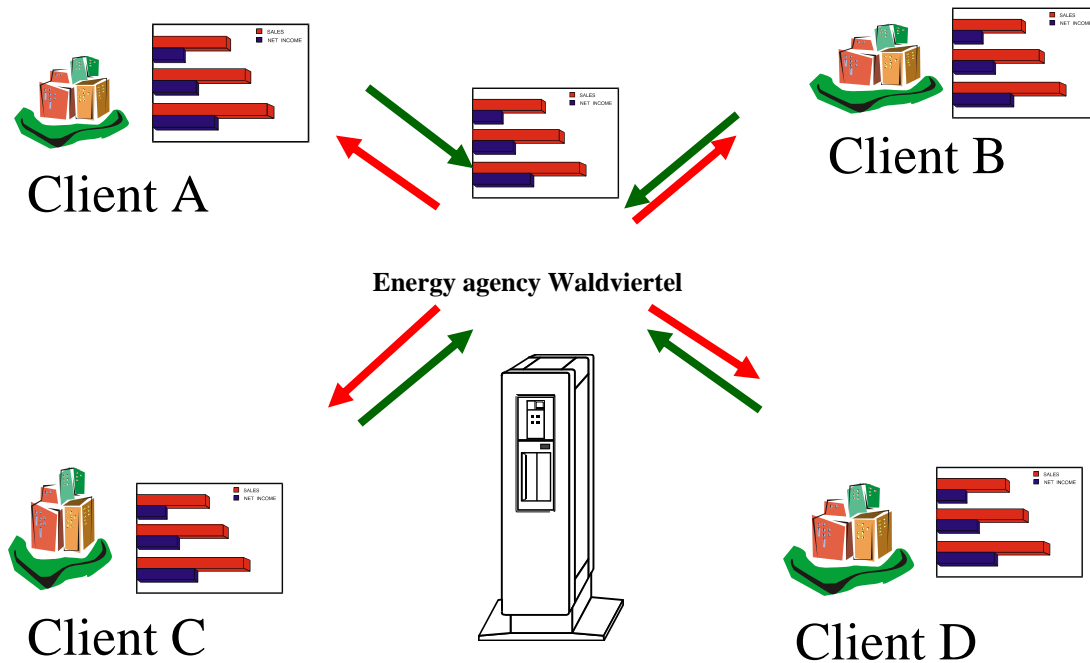 SALES
NET INCOME
Client A
SALES
NET INCOME
SALES
NET INCOME
Client B
Energy agency Waldviertel
SALES
NET INCOME
Client C
SALES
NET INCOME
Client D